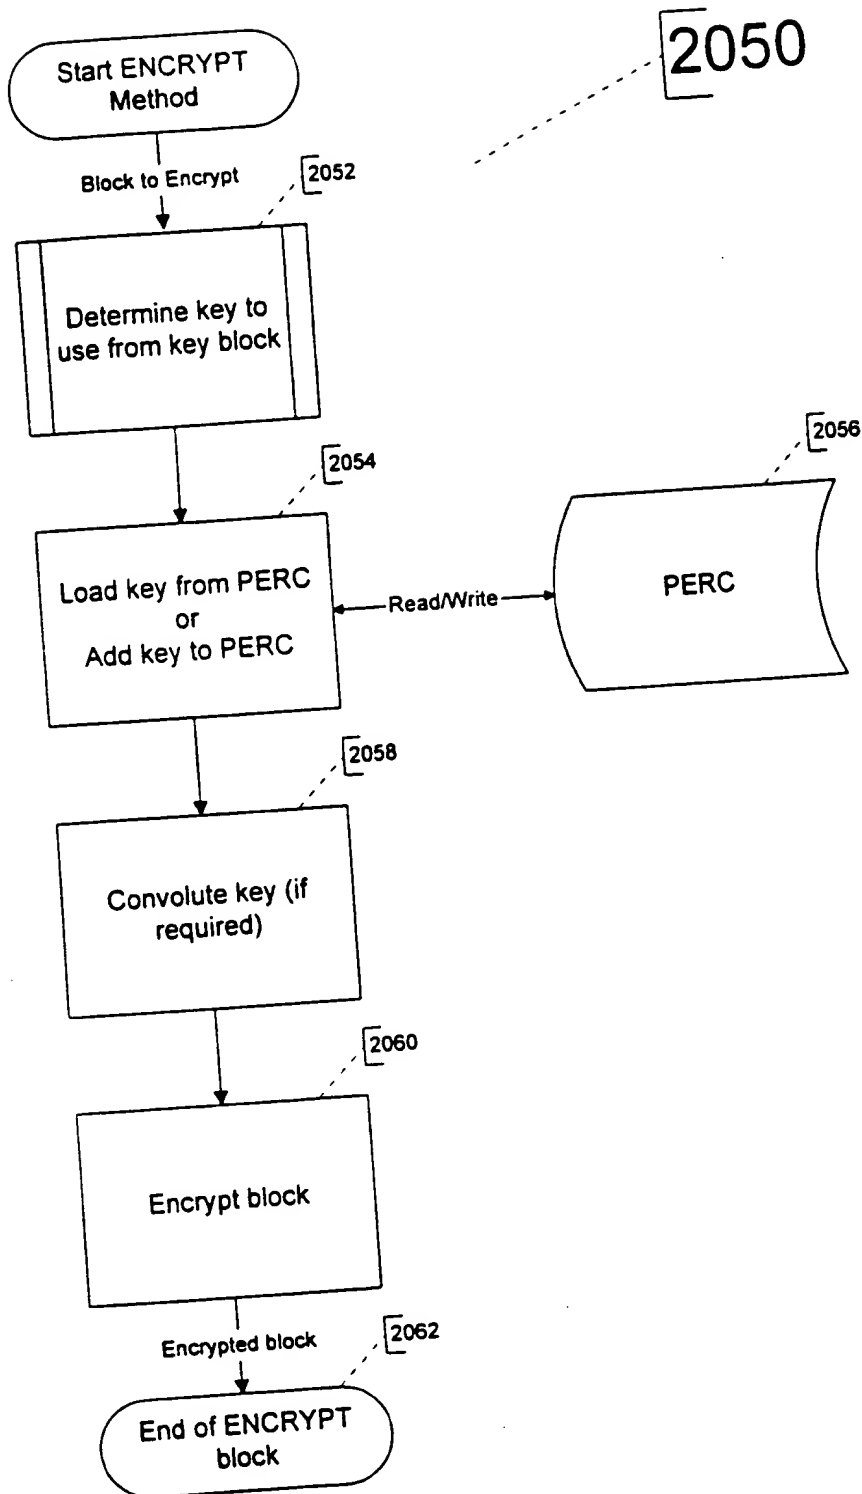 2050
Start ENCRYPT
Method
Block to Encrypt
2052
Determine key to
use from key block
2054
2056
Load key from PERC
or
Add key to PERC
Read/Write
PERC
2058
Convolute key (if
required)
2060
Encrypt block
Encrypted block
2062
End of ENCRYPT
block